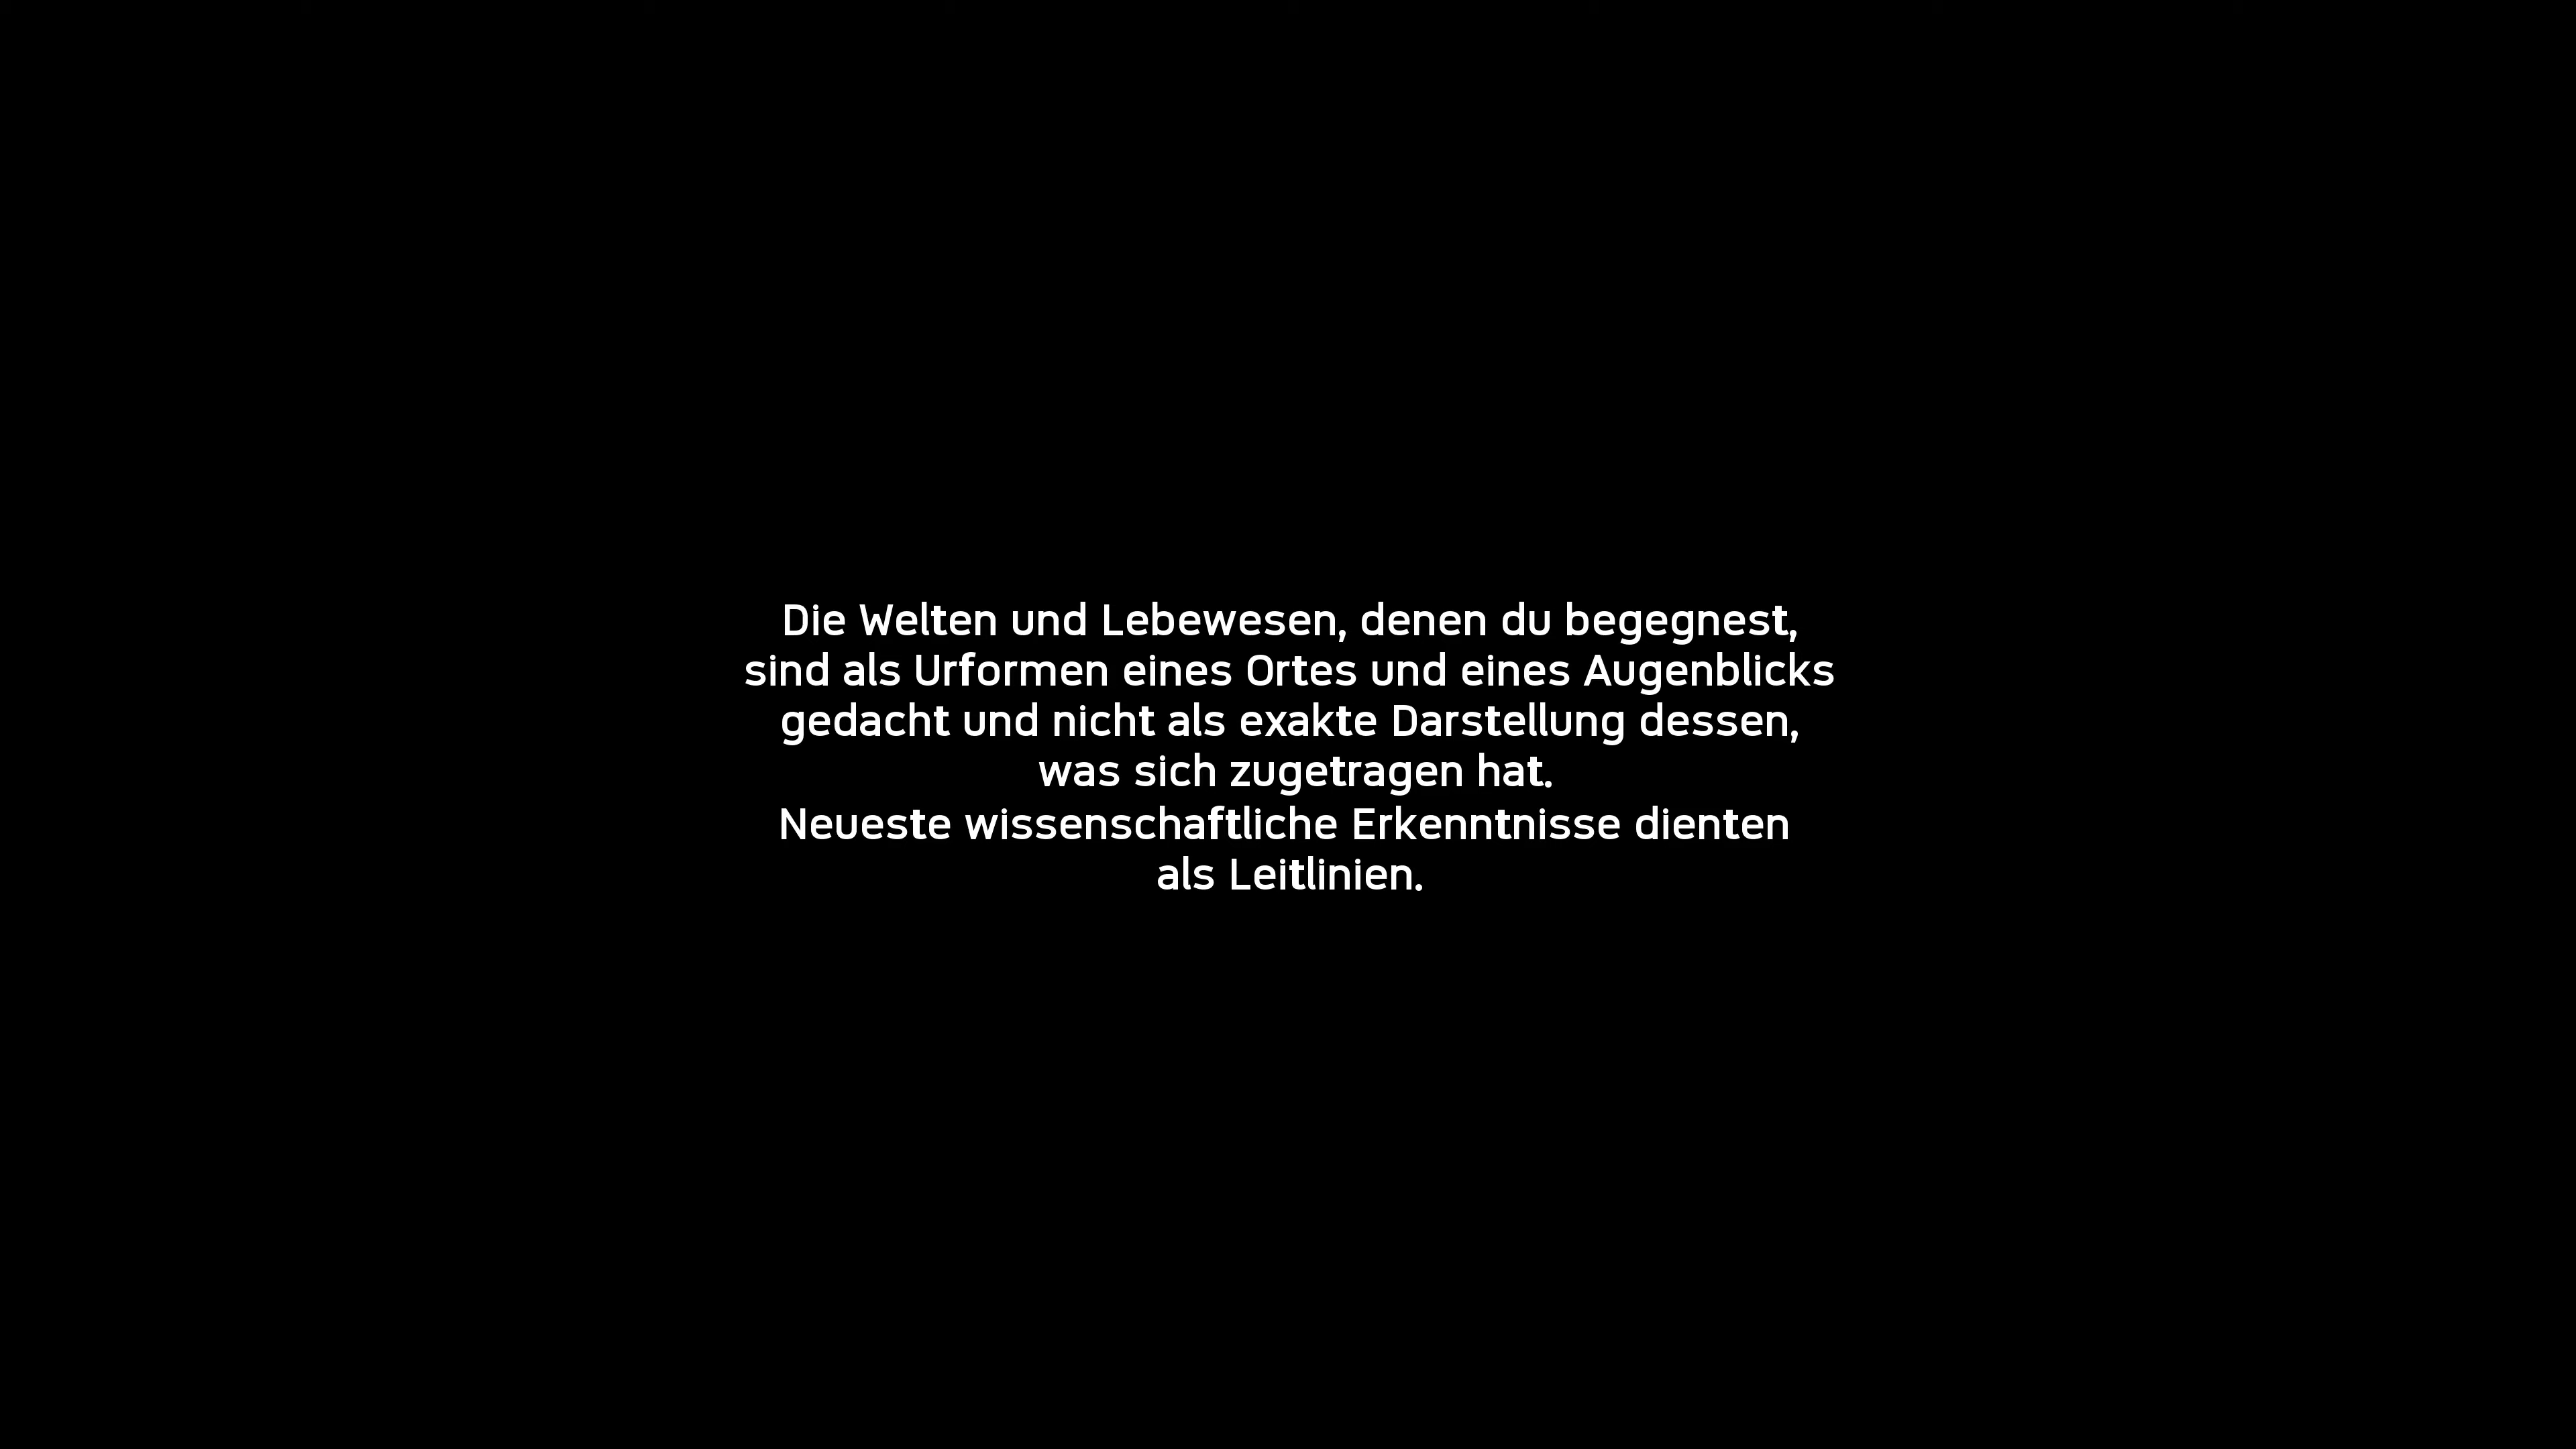 Die Welten und Lebewesen, denen du begegnest,
sind als Urformen eines Ortes und eines Augenblicks
gedacht und nicht als exakte Darstellung dessen,
was sich zugetragen hat.
Neueste wissenschaftliche Erkenntnisse dienten
als Leitlinien.